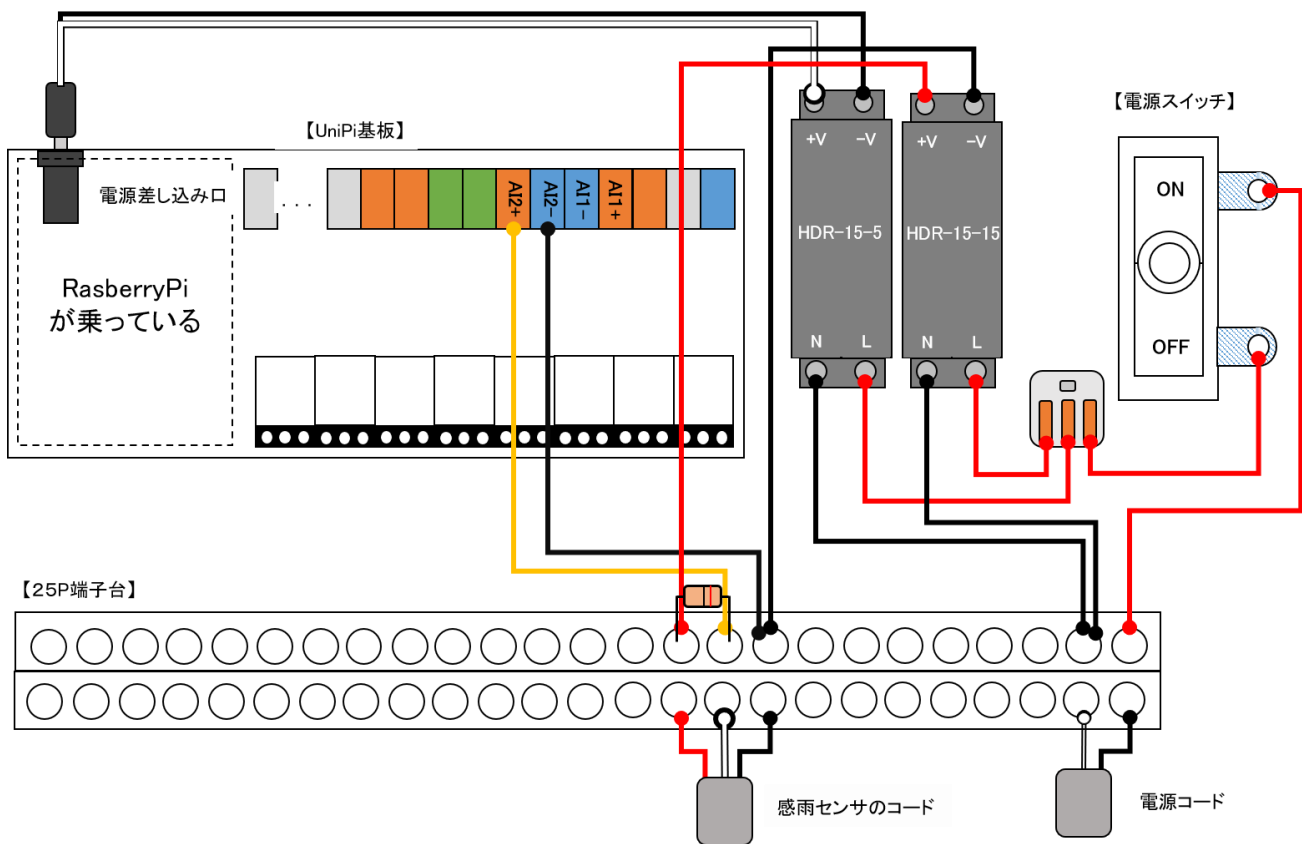 【電源スイッチ】
【UniPi基板】
+V
-V
+V
-V
電源差し込み口
...
AI2+
AI2-
AI1-
AI1+
ON
HDR-15-5
HDR-15-15
RasberryPi
が乗っている
N
L
N
L
OFF
【25P端子台】
感雨センサのコード
電源コード